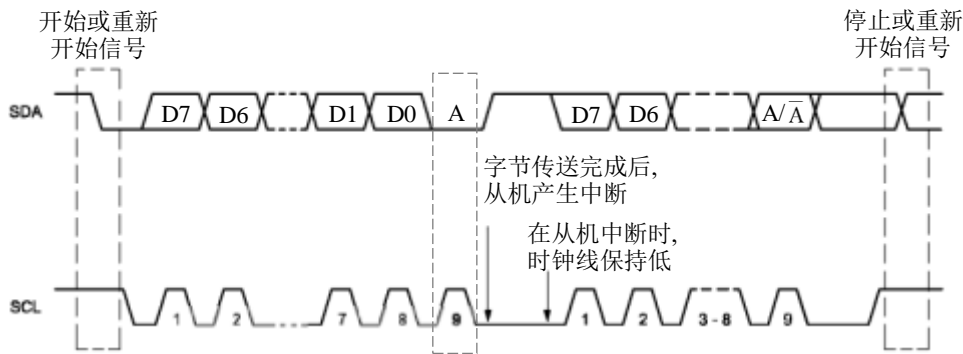 开始或重新
开始信号
停止或重新
开始信号
SDA
D7 D6 D1 D0 A D7 D6 A/A̅
字节传送完成后,
从机产生中断
在从机中断时,
时钟线保持低
SCL
1 2 7 8 9 1 2 3 - 8 9